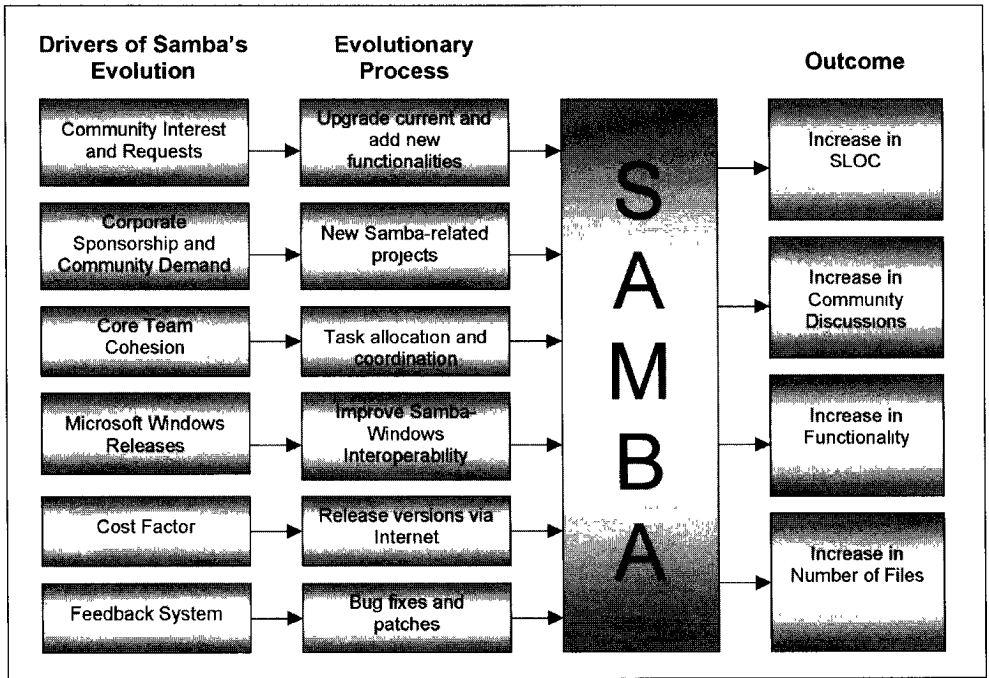 Drivers of Samba's
Evolution
Evolutionary
Process
Outcome
Community Interest
and Requests
Upgrade current and
add new
functionalities
Corporate
Sponsorship and
Community Demand
New Samba-related
projects
Core Team
Cohesion
Task allocation and
coordination
Microsoft Windows
Releases
Improve Samba-
Windows
Interoperability
Cost Factor
Release versions via
Internet
Feedback System
Bug fixes and
patches
S
A
M
B
A
Increase in
SLOC
Increase in
Community
Discussions
Increase in
Functionality
Increase in
Number of Files